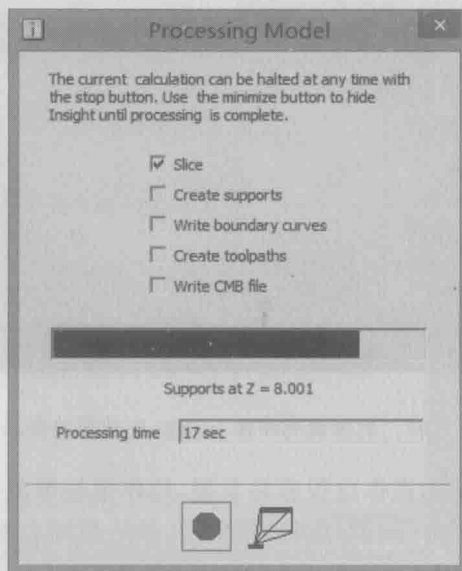 Processing Model
The current calculation can be halted at any time with
the stop button. Use the minimize button to hide
Insight until processing is complete.
Slice
Create supports
Write boundary curves
Create toolpaths
Write CMB file
Supports at Z = 8.001
Processing time 17 sec